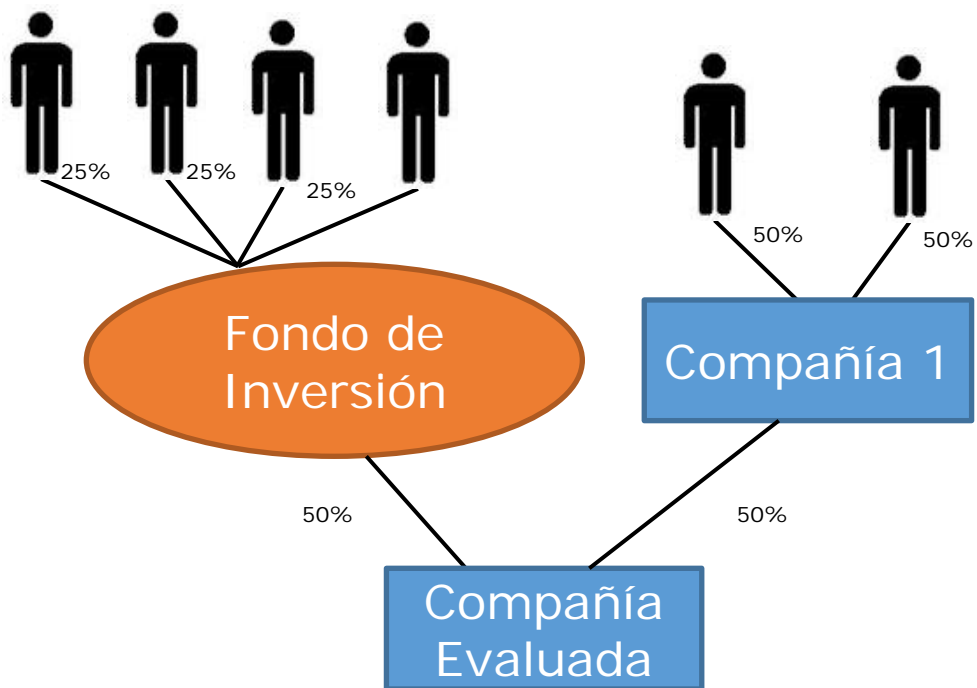 25%
25%
25%
50%
50%
Fondo de
Inversión
Compañía 1
50%
50%
Compañía
Evaluada